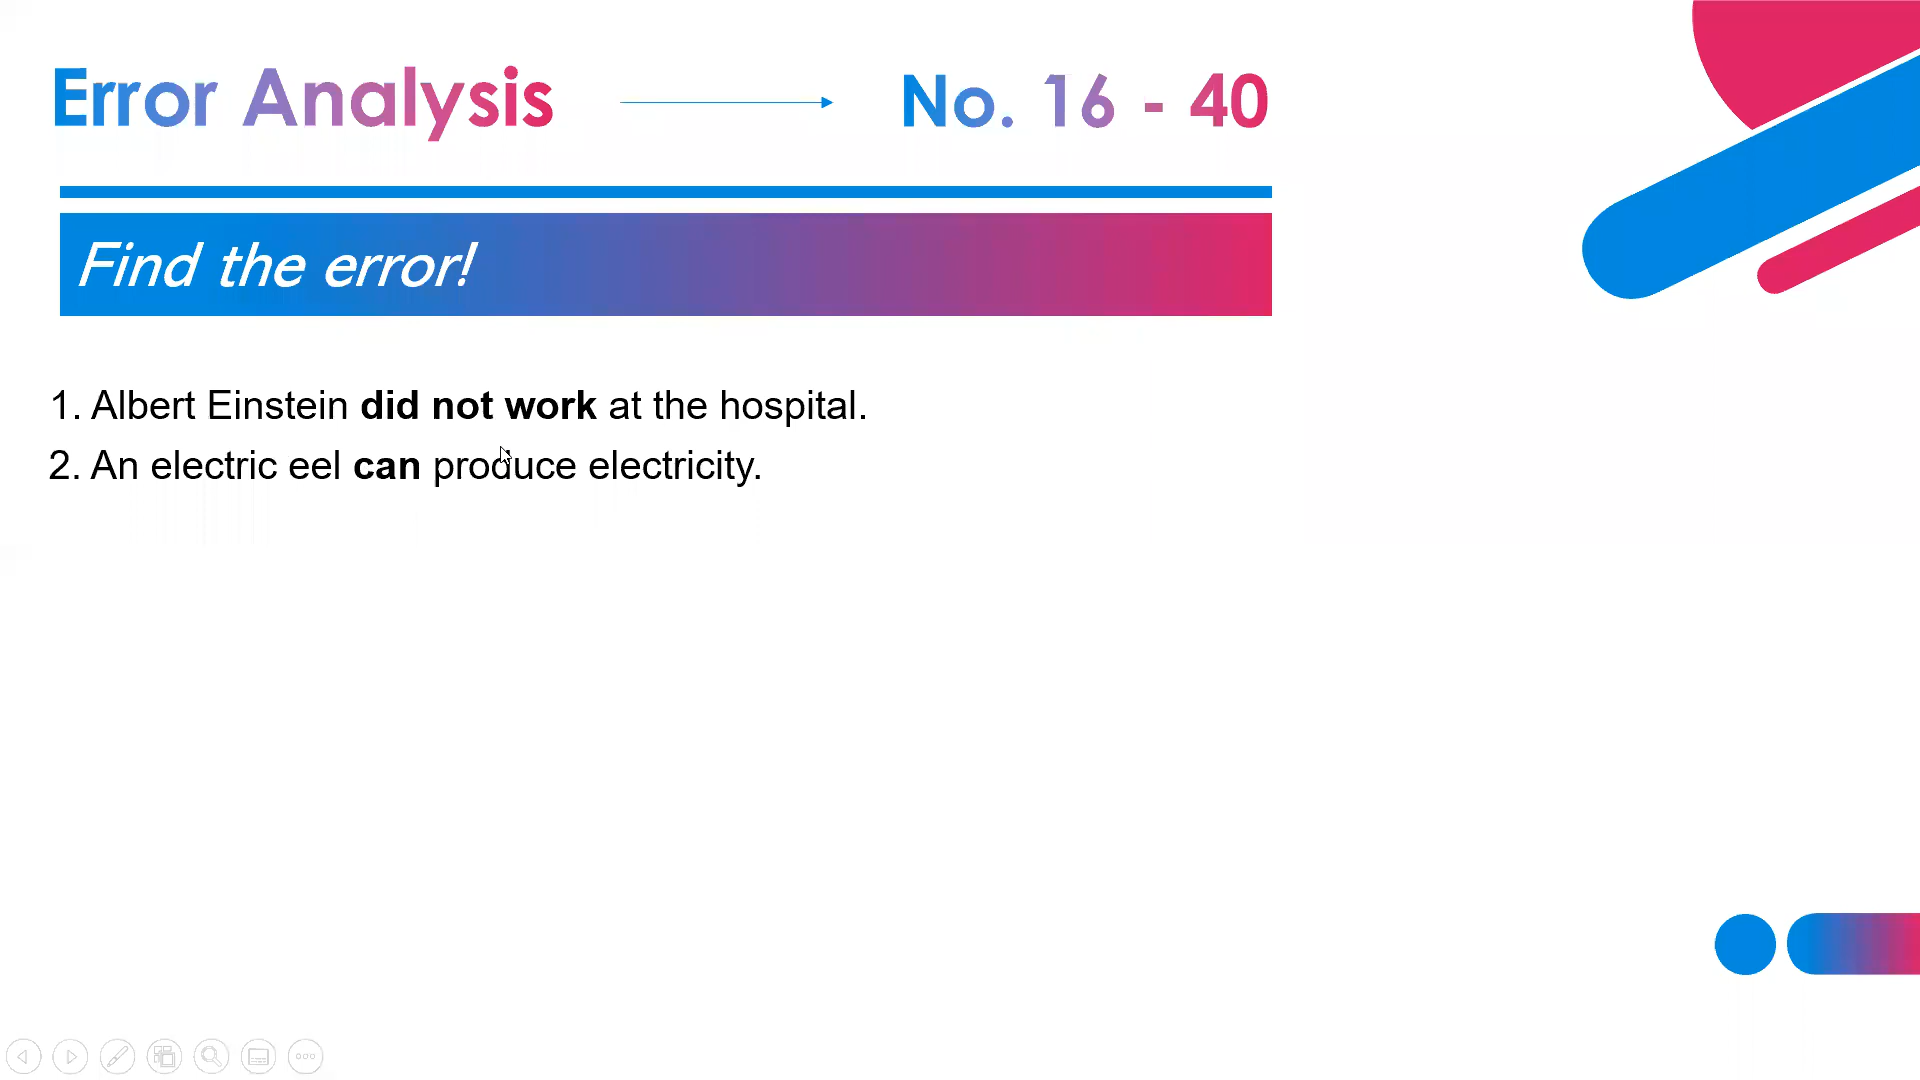 Error Analysis
No. 16 - 40
Find the error!
1. Albert Einstein did not work at the hospital.
2. An electric eel can produce electricity.